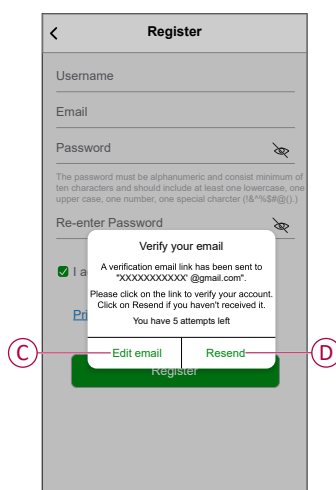 Register
Username
Email
Password
The password must be alphanumeric and consist minimum of
ten characters and should include at least one lowercase, one
upper case, one number, one special charcter (!&^%$#@().)
Re-enter Password
Verify your email
A verification email link has been sent to
"XXXXXXXXXXX' @gmail.com".
Please click on the link to verify your account.
Click on Resend if you haven't received it.
You have 5 attempts left
I a
Pri
C
Edit email
Resend
D
Register